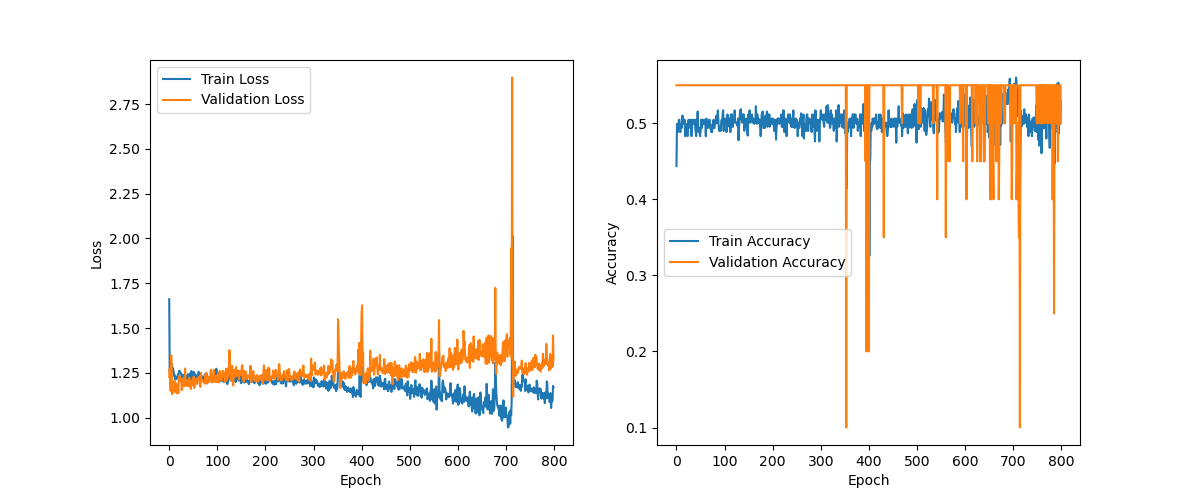 Train Loss
Validation Loss
2.75
2.50
2.25
2.00
1.75
1.50
1.25
1.00
Loss
0 100 200 300 400 500 600 700 800
Epoch
0.5
0.4
0.3
0.2
0.1
Accuracy
Train Accuracy
Validation Accuracy
0 100 200 300 400 500 600 700 800
Epoch